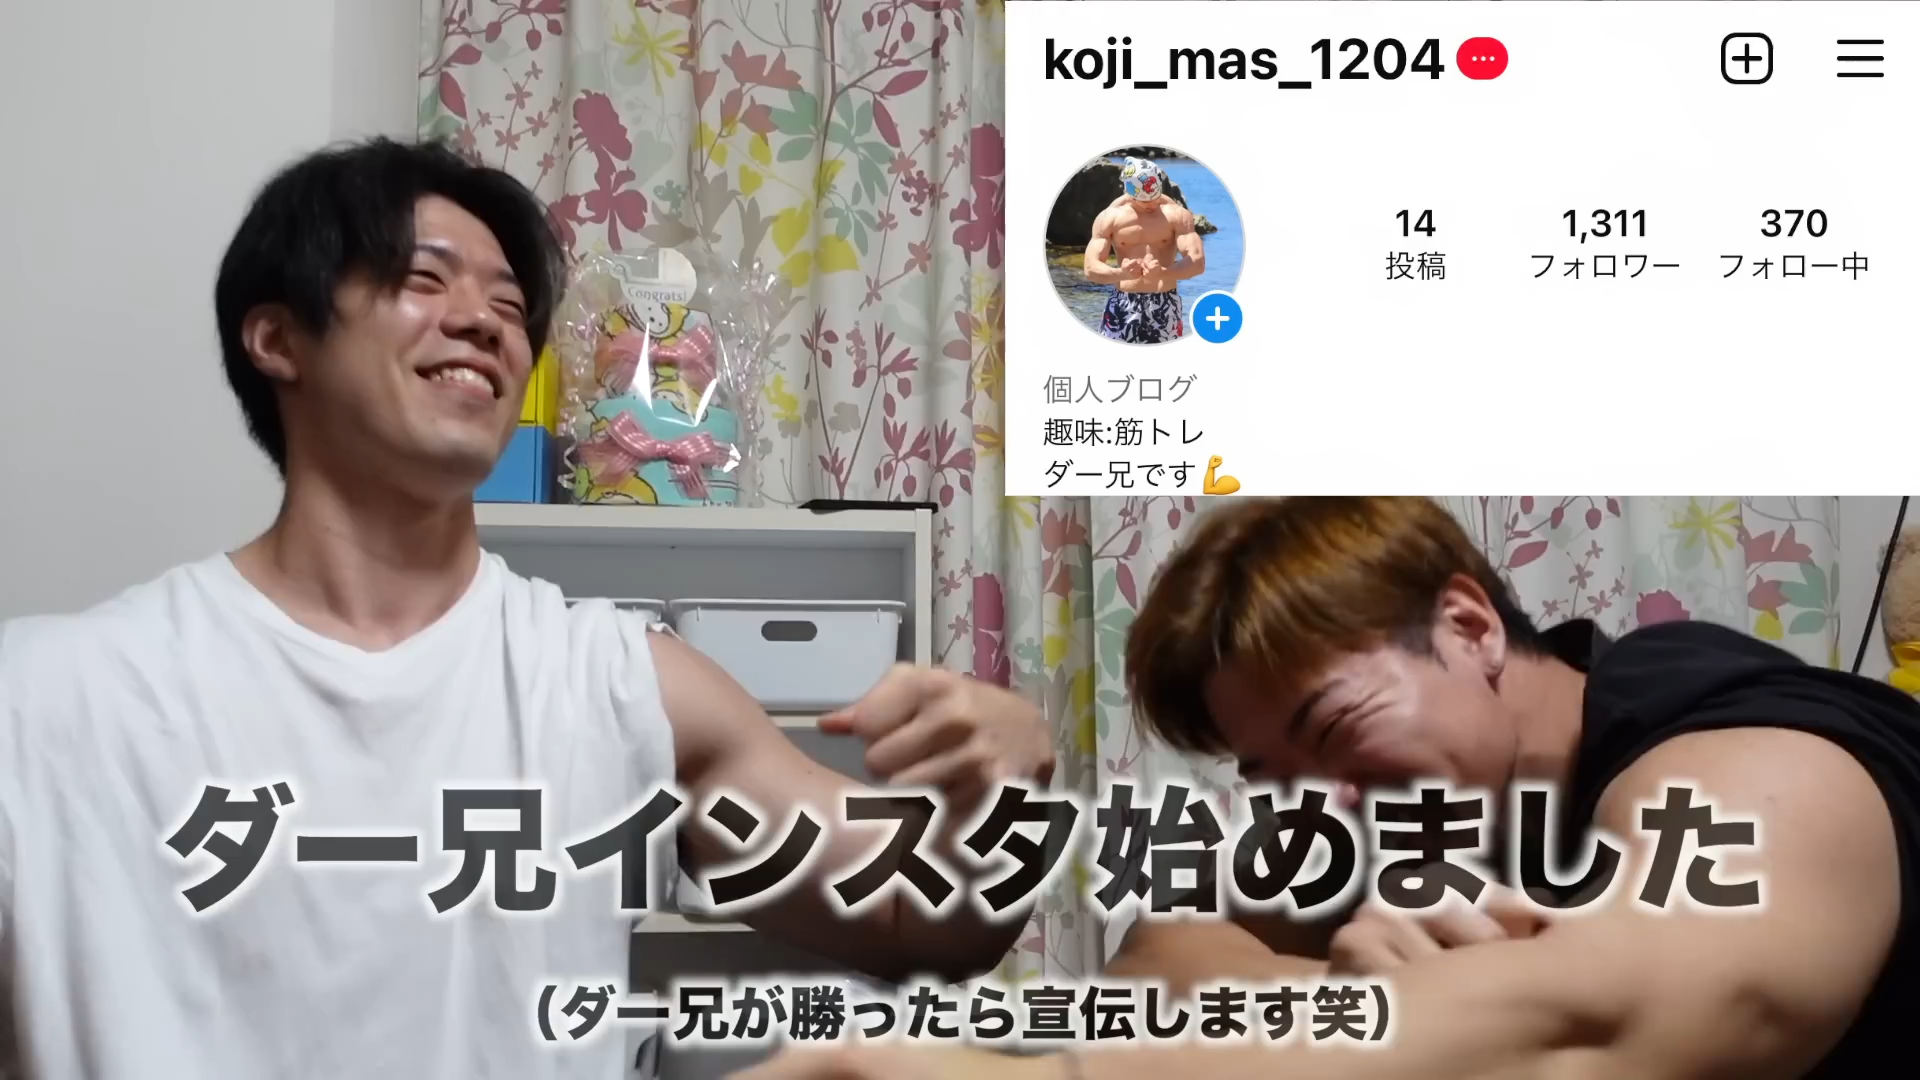 koji_mas_1204
14
投稿
1,311
フォロワー
370
フォロー中
個人ブログ
趣味:筋トレ
ダー兄です💪
Congrats!
ダー兄インスタ始めました
（ダー兄が勝ったら宣伝します笑）